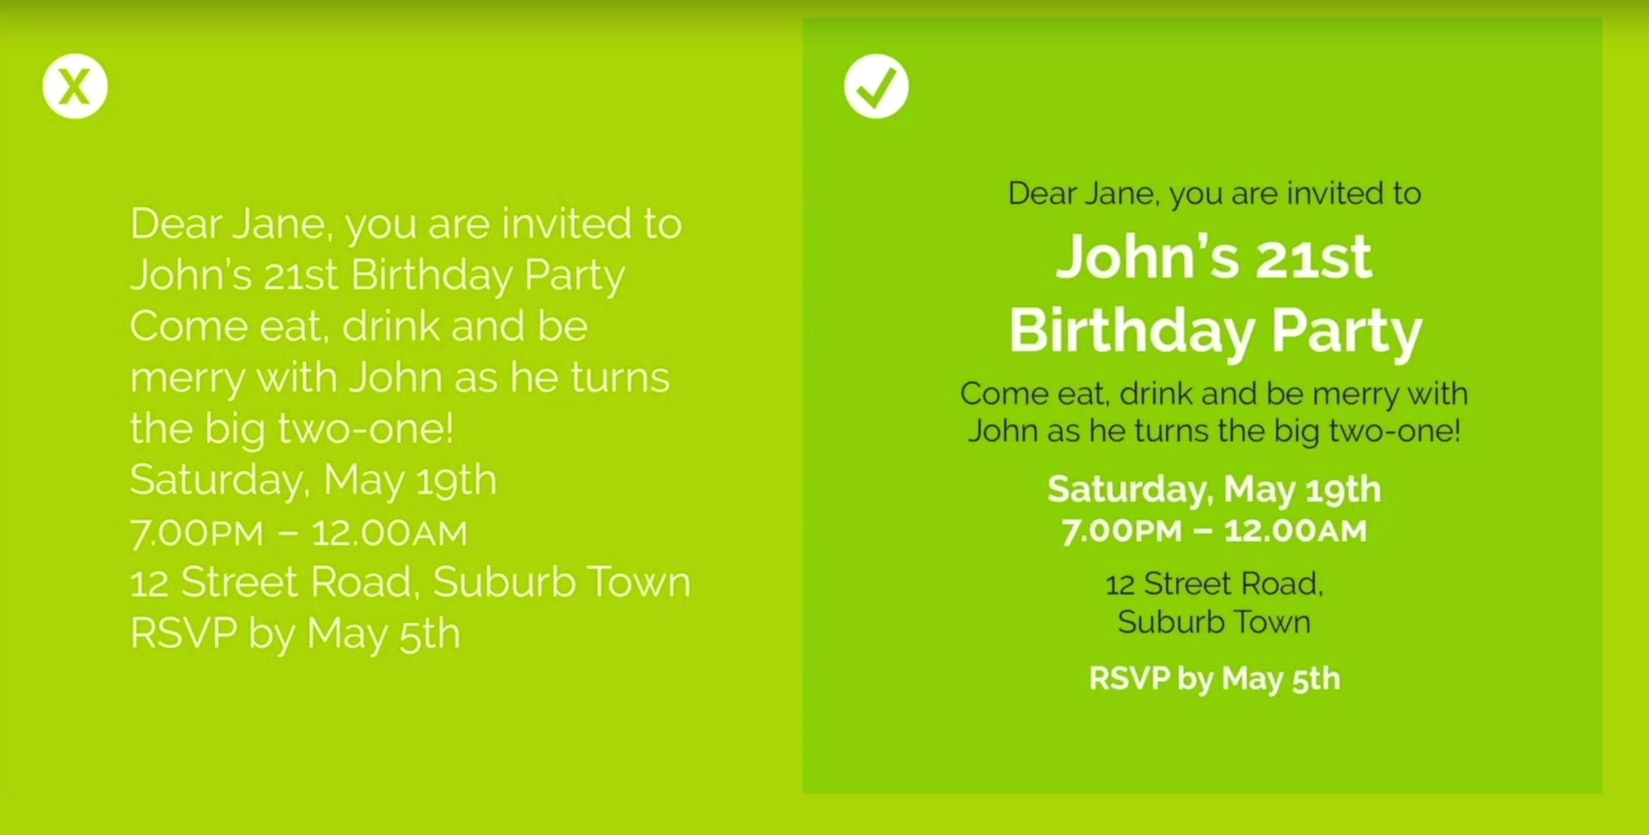 X
Dear Jane, you are invited to
John's 21st Birthday Party
Come eat, drink and be
merry with John as he turns
the big two-one!
Saturday, May 19th
7.00PM – 12.00AM
12 Street Road, Suburb Town
RSVP by May 5th
Dear Jane, you are invited to
John's 21st
Birthday Party
Come eat, drink and be merry with
John as he turns the big two-one!
Saturday, May 19th
7.00PM – 12.00AM
12 Street Road,
Suburb Town
RSVP by May 5th